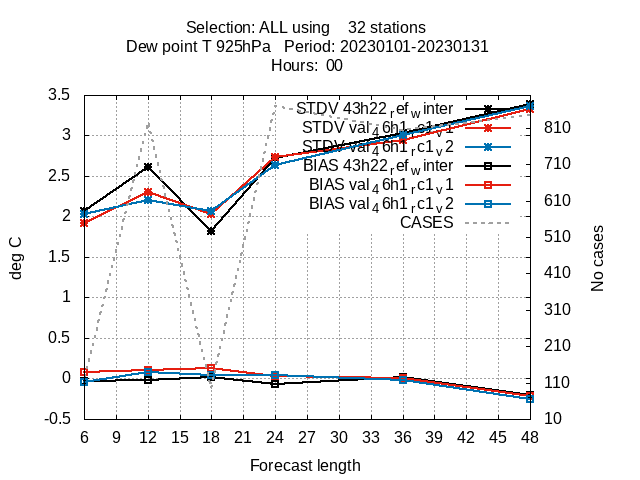 Selection: ALL using 32 stations
Dew point T 925hPa Period: 20230101-20230131
Hours: 00
STDV 43h22_ref_winter
STDV val_46h1_rc1_v1
STDV val_46h1_rc1_v2
BIAS 43h22_ref_winter
BIAS val_46h1_rc1_v1
BIAS val_46h1_rc1_v2
CASES
3.5
3
2.5
2
1.5
1
0.5
0
-0.5
deg C
810
710
610
510
410
310
210
110
10
No cases
6 9 12 15 18 21 24 27 30 33 36 39 42 45 48
Forecast length